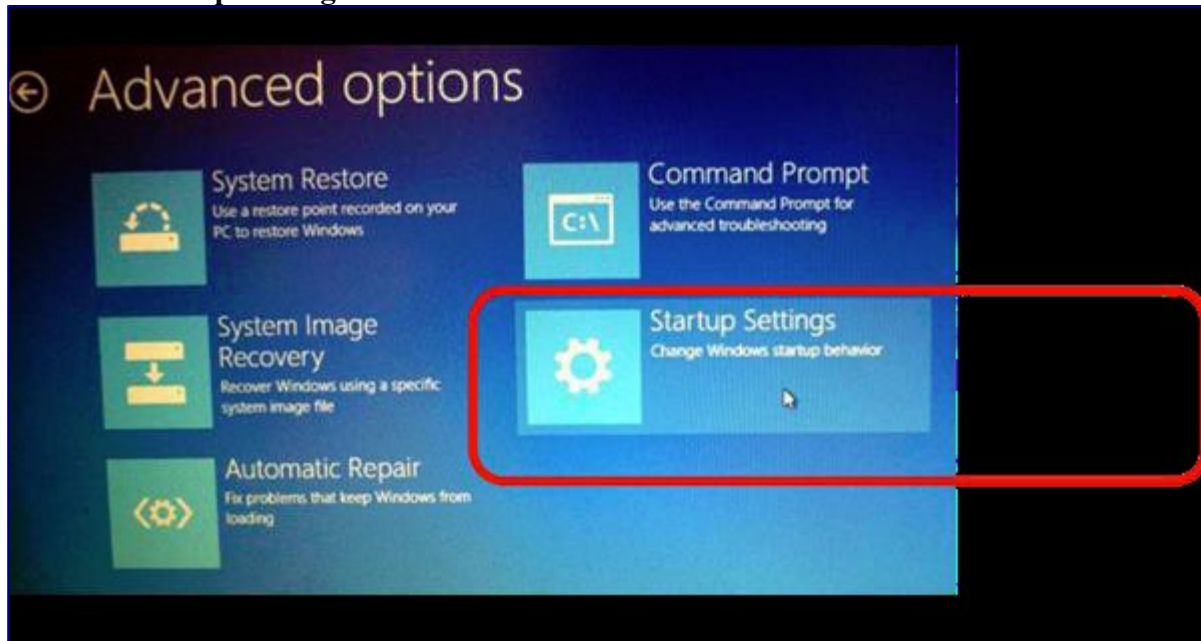 Advanced options
System Restore
Use a restore point recorded on your
PC to restore Windows
Command Prompt
Use the Command Prompt for
advanced troubleshooting
C:\
System Image
Recovery
Recover Windows using a specific
system image file
Startup Settings
Change Windows startup behavior
Automatic Repair
Fix problems that keep Windows from
loading